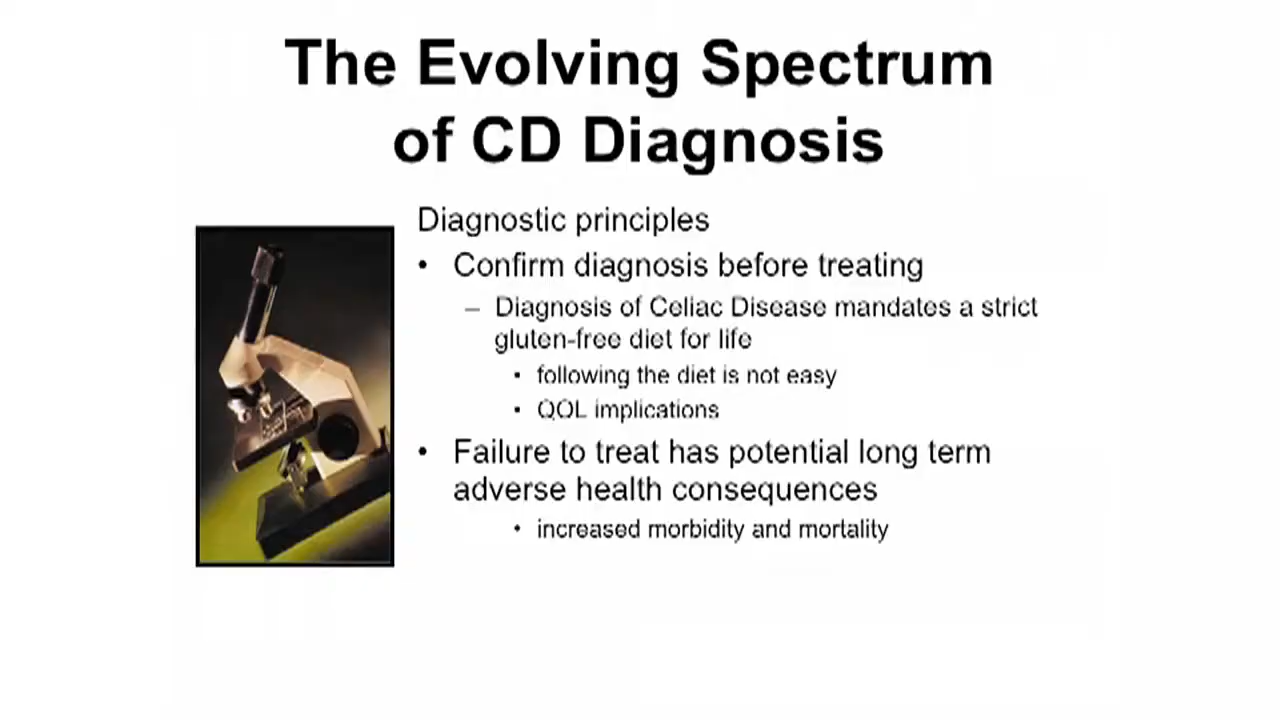 The Evolving Spectrum
of CD Diagnosis
Diagnostic principles
• Confirm diagnosis before treating
– Diagnosis of Celiac Disease mandates a strict
gluten-free diet for life
• following the diet is not easy
• QOL implications
• Failure to treat has potential long term
adverse health consequences
• increased morbidity and mortality